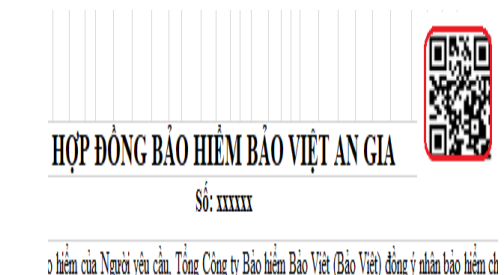 HỢP ĐỒNG BẢO HIỂM BẢO VIỆT AN GIA
Số: xxxxxx
hiểm của Người yêu cầu, Tổng Công ty Bảo hiểm Bảo Việt (Bảo Việt) đồng ý nhận bảo hiểm